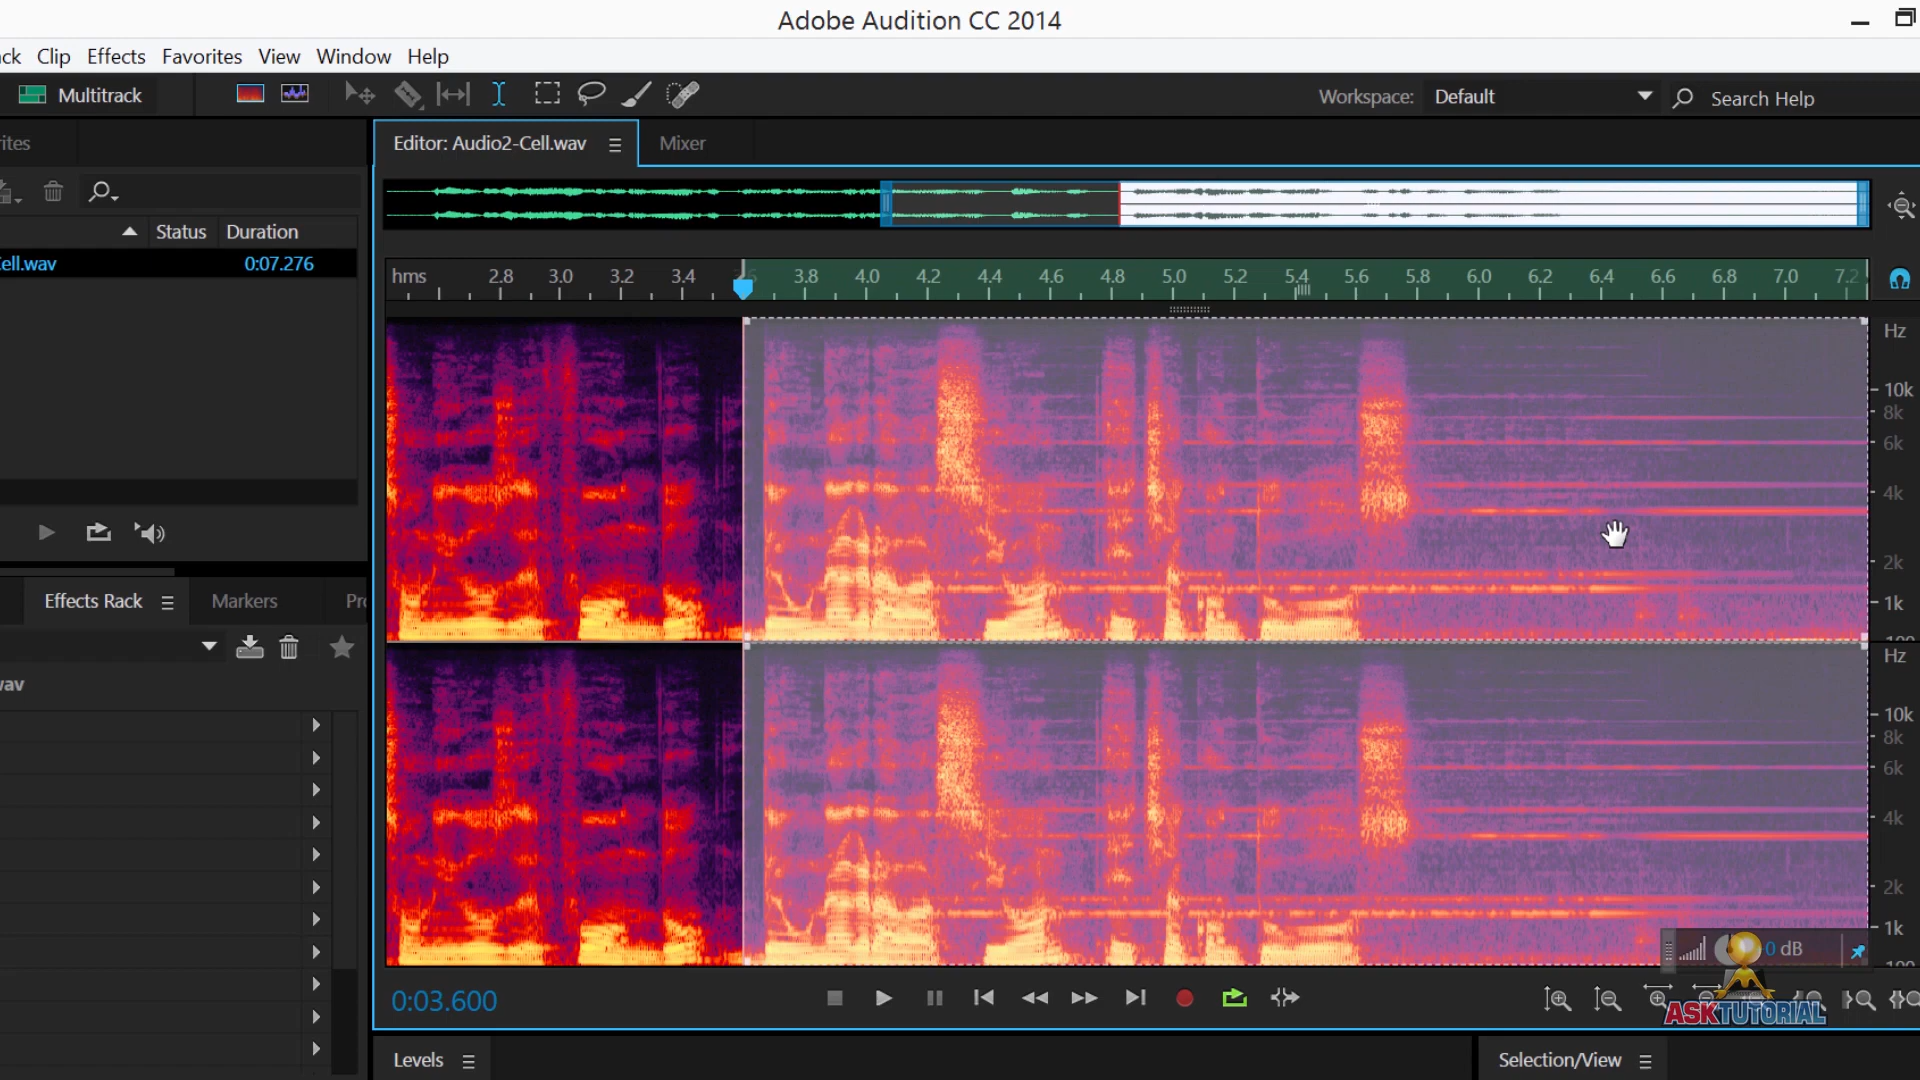 Adobe Audition CC 2014
ck Clip Effects Favorites View Window Help
Multitrack
Workspace: Default
Search Help
ites
Editor: Audio2-Cell.wav
Mixer
Status Duration
Cell.wav 0:07.276
hms 2.8 3.0 3.2 3.4 3.8 4.0 4.2 4.4 4.6 4.8 5.0 5.2 5.4 5.6 5.8 6.0 6.2 6.4 6.6 6.8 7.0 7.2
Hz
10k
8k
6k
4k
2k
1k
Hz
10k
8k
6k
4k
2k
1k
Effects Rack
Markers
Pr
wav
0 dB
0:03.600
ASKTUTORIAL
Levels
Selection/View